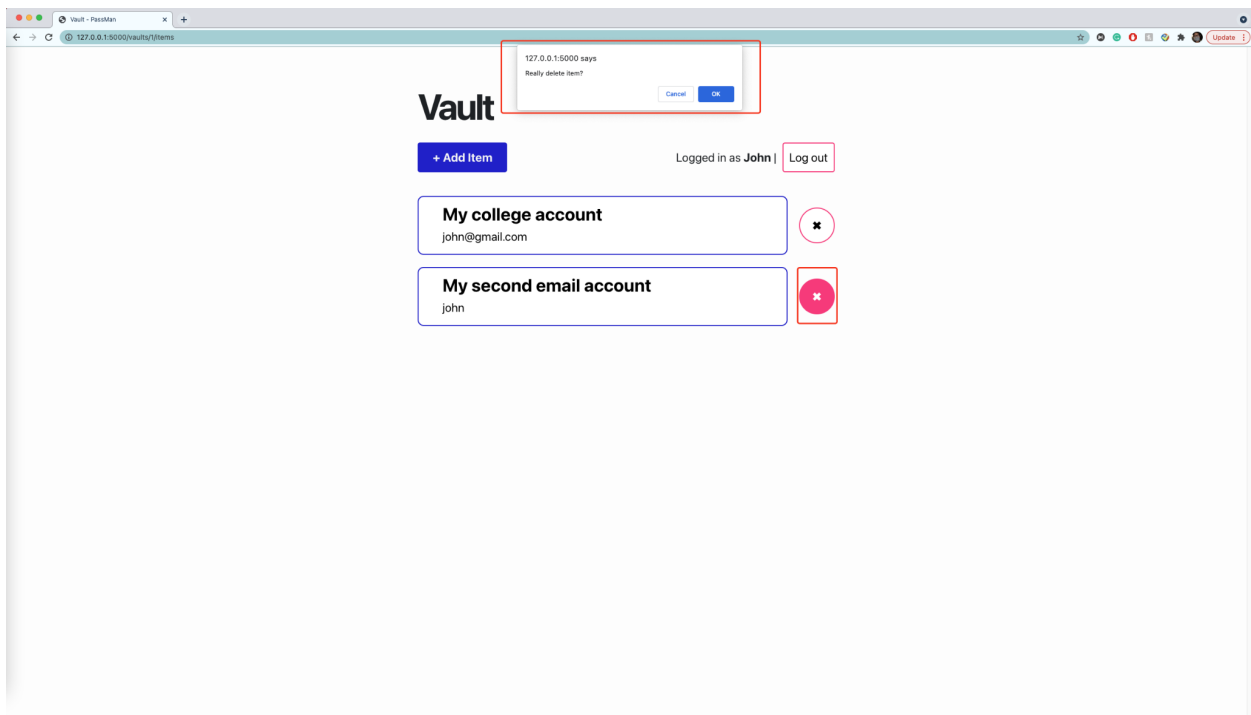 Vault - PassMan
127.0.0.1:5000/vaults/1/items
Update
127.0.0.1:5000 says
Really delete item?
Cancel OK
Vault
+ Add Item
Logged in as John | Log out
My college account
john@gmail.com
My second email account
john